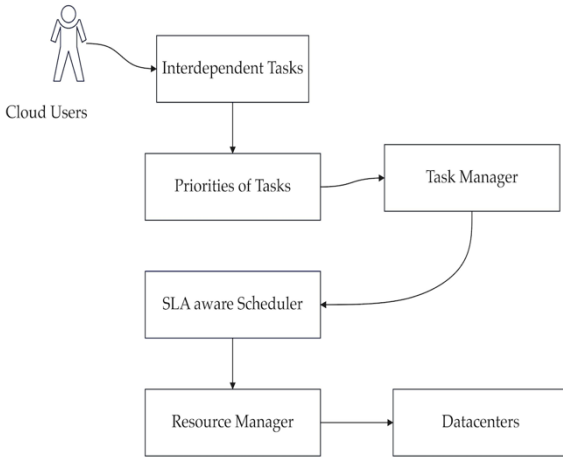 Interdependent Tasks
Cloud Users
Priorities of Tasks
Task Manager
SLA aware Scheduler
Resource Manager
Datacenters